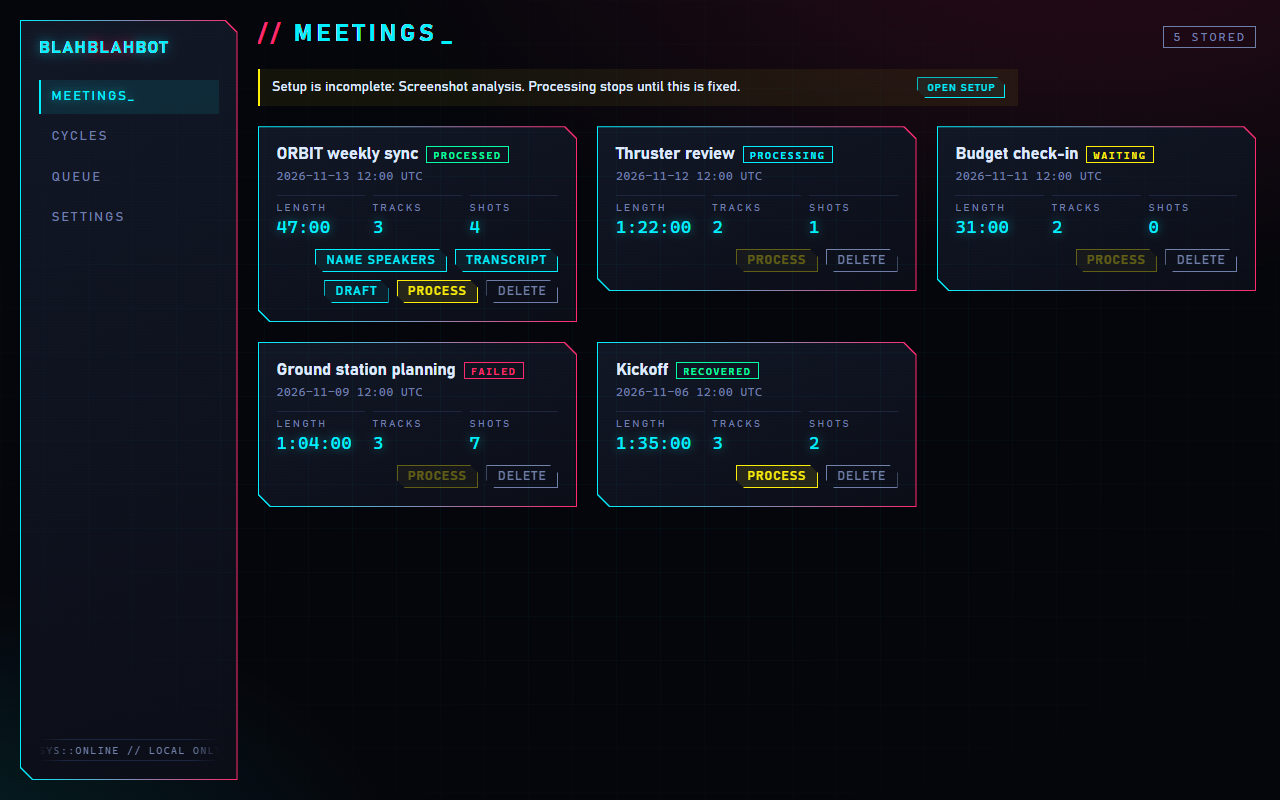 BLAHBLAHBOT
MEETINGS_
CYCLES
QUEUE
SETTINGS
SYS::ONLINE // LOCAL ONL
// MEETINGS_
5 STORED
Setup is incomplete: Screenshot analysis. Processing stops until this is fixed.
OPEN SETUP
ORBIT weekly sync PROCESSED
2026-11-13 12:00 UTC
LENGTH TRACKS SHOTS
47:00 3 4
NAME SPEAKERS TRANSCRIPT
DRAFT PROCESS DELETE
Thruster review PROCESSING
2026-11-12 12:00 UTC
LENGTH TRACKS SHOTS
1:22:00 2 1
PROCESS DELETE
Budget check-in WAITING
2026-11-11 12:00 UTC
LENGTH TRACKS SHOTS
31:00 2 0
PROCESS DELETE
Ground station planning FAILED
2026-11-09 12:00 UTC
LENGTH TRACKS SHOTS
1:04:00 3 7
PROCESS DELETE
Kickoff RECOVERED
2026-11-06 12:00 UTC
LENGTH TRACKS SHOTS
1:35:00 3 2
PROCESS DELETE